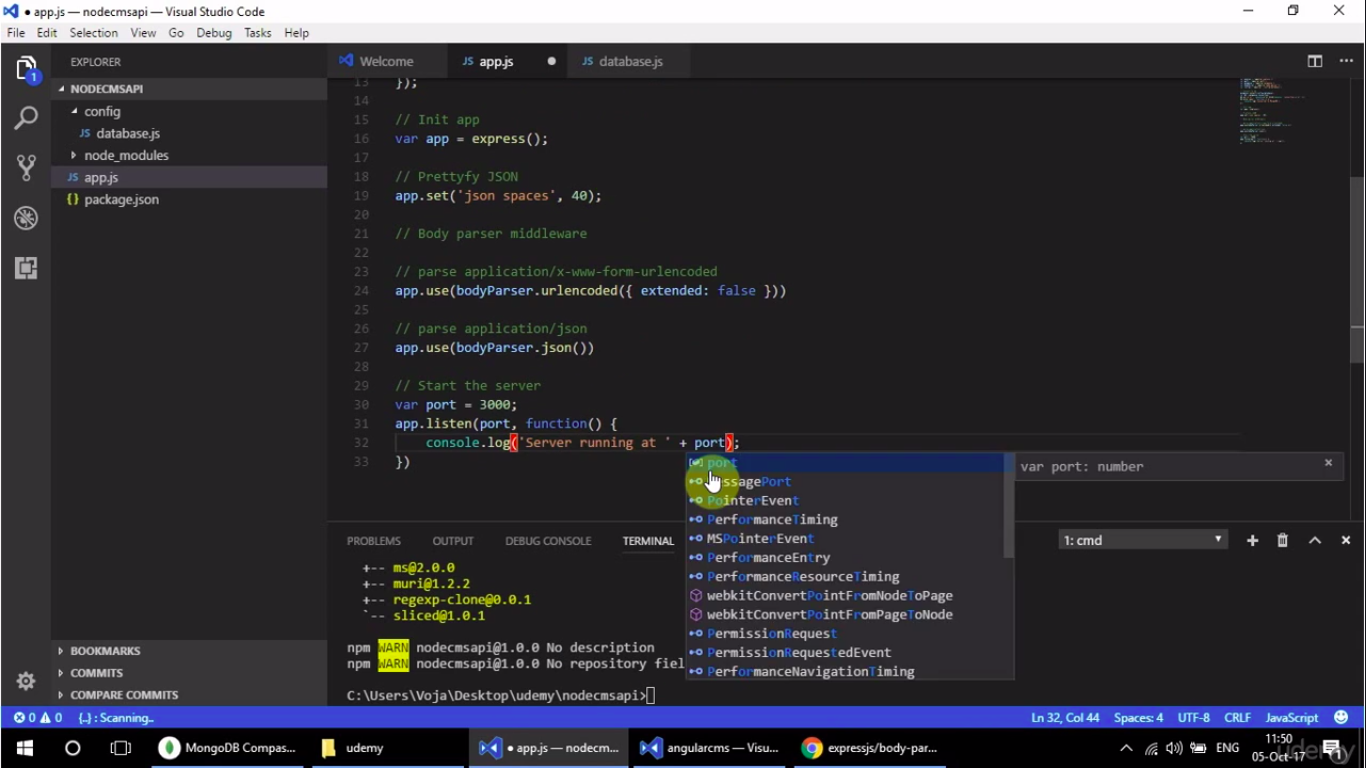 ● app.js — nodecmsapi — Visual Studio Code
File Edit Selection View Go Debug Tasks Help
EXPLORER
NODECMSAPI
config
JS database.js
node_modules
JS app.js
{} package.json
BOOKMARKS
COMMITS
COMPARE COMMITS
1
Welcome
JS app.js ●
JS database.js
13 });
14
15 // Init app
16 var app = express();
17
18 // Prettyfy JSON
19 app.set('json spaces', 40);
20
21 // Body parser middleware
22
23 // parse application/x-www-form-urlencoded
24 app.use(bodyParser.urlencoded({ extended: false }))
25
26 // parse application/json
27 app.use(bodyParser.json())
28
29 // Start the server
30 var port = 3000;
31 app.listen(port, function() {
32 console.log('Server running at ' + port);
33 })
port
var port: number
ssagePort
PointerEvent
PerformanceTiming
MSPointerEvent
PerformanceEntry
PerformanceResourceTiming
webkitConvertPointFromNodeToPage
webkitConvertPointFromPageToNode
PermissionRequest
PermissionRequestedEvent
PerformanceNavigationTiming
PROBLEMS OUTPUT DEBUG CONSOLE TERMINAL
1: cmd
+-- ms@2.0.0
+-- muri@1.2.2
+-- regexp-clone@0.0.1
`-- sliced@1.0.1
npm WARN nodecmsapi@1.0.0 No description
npm WARN nodecmsapi@1.0.0 No repository fiel
C:\Users\Voja\Desktop\udemy\nodecmsapi>
0 0 {..} : Scanning..
Ln 32, Col 44 Spaces: 4 UTF-8 CRLF JavaScript
MongoDB Compas...
udemy
● app.js — nodecm...
angularcms — Visu...
expressjs/body-par...
ENG
11:50
05-Oct-17
udemy
1